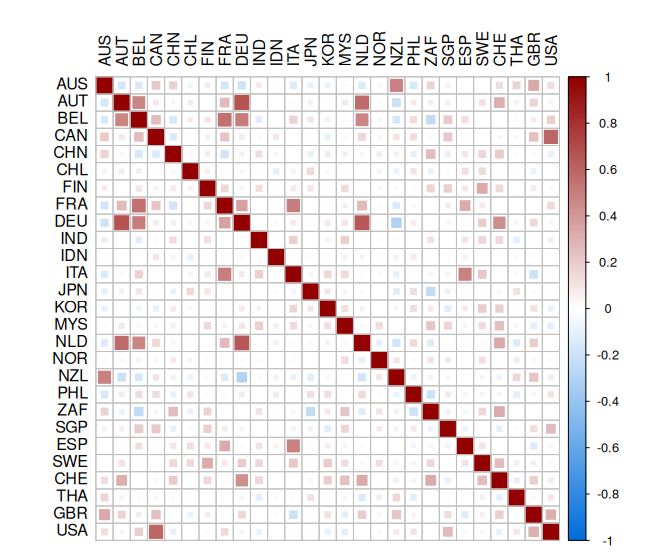 AUS AUT BEL CAN CHN CHL FIN FRA DEU IND IDN ITA JPN KOR MYS NLD NOR NZL PHL ZAF SGP ESP SWE CHE THA GBR USA
AUS
AUT
BEL
CAN
CHN
CHL
FIN
FRA
DEU
IND
IDN
ITA
JPN
KOR
MYS
NLD
NOR
NZL
PHL
ZAF
SGP
ESP
SWE
CHE
THA
GBR
USA
1
0.8
0.6
0.4
0.2
0
-0.2
-0.4
-0.6
-0.8
-1